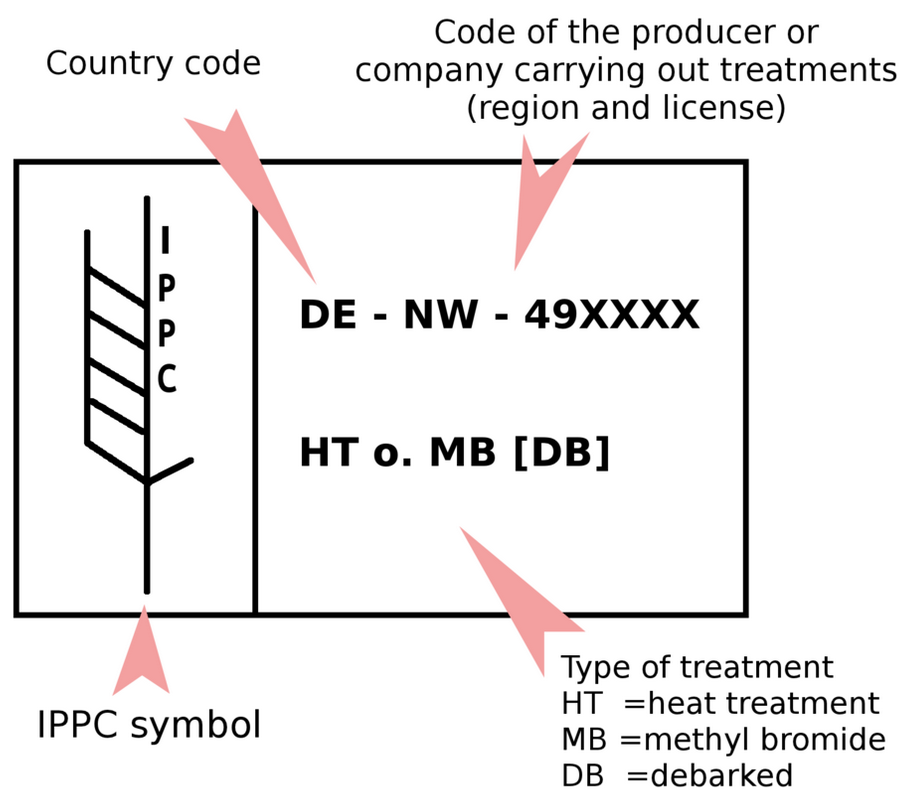 Country code
Code of the producer or
company carrying out treatments
(region and license)
I
P
P
C
DE - NW - 49XXXX
HT o. MB [DB]
IPPC symbol
Type of treatment
HT =heat treatment
MB =methyl bromide
DB =debarked